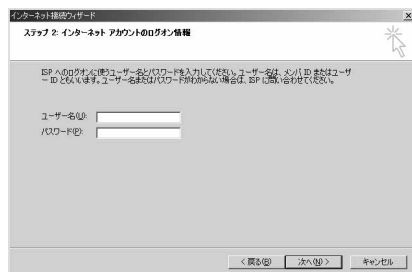 インターネット接続ウィザード
ステップ 2: インターネット アカウントのログオン情報
ISP へのログオンに使うユーザー名とパスワードを入力してください。ユーザー名は、メンバ ID またはユーザ
ー ID ともいいます。ユーザー名またはパスワードがわからない場合は、ISP に問い合わせてください。
ユーザー名(U):
パスワード(P):
< 戻る(B)
次へ(N) >
キャンセル